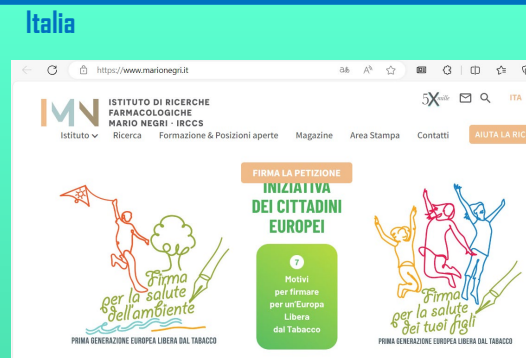 Italia
https://www.marionegri.it
IMN
ISTITUTO DI RICERCHE
FARMACOLOGICHE
MARIO NEGRI · IRCCS
5Xmille
ITA
Istituto
Ricerca
Formazione & Posizioni aperte
Magazine
Area Stampa
Contatti
AIUTA LA RIC
FIRMA LA PETIZIONE
INIZIATIVA
DEI CITTADINI
EUROPEI
7
Motivi
per firmare
per un'Europa
Libera
dal Tabacco
Firma
per la salute
dell'ambiente
PRIMA GENERAZIONE EUROPEA LIBERA DAL TABACCO
Firma
per la salute
dei tuoi figli
PRIMA GENERAZIONE EUROPEA LIBERA DAL TABACCO